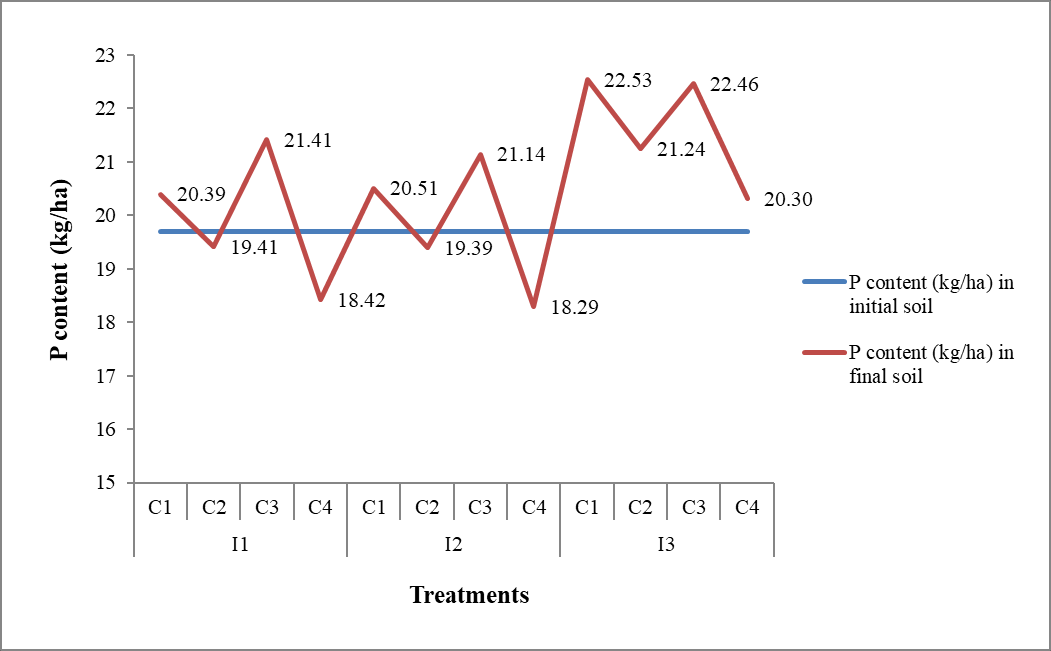 23
22
21
20
19
18
17
16
15
P content (kg/ha)
20.39
19.41
21.41
18.42
20.51
19.39
21.14
18.29
22.53
21.24
22.46
20.30
C1 C2 C3 C4 C1 C2 C3 C4 C1 C2 C3 C4
I1 I2 I3
Treatments
P content (kg/ha) in
initial soil
P content (kg/ha) in
final soil